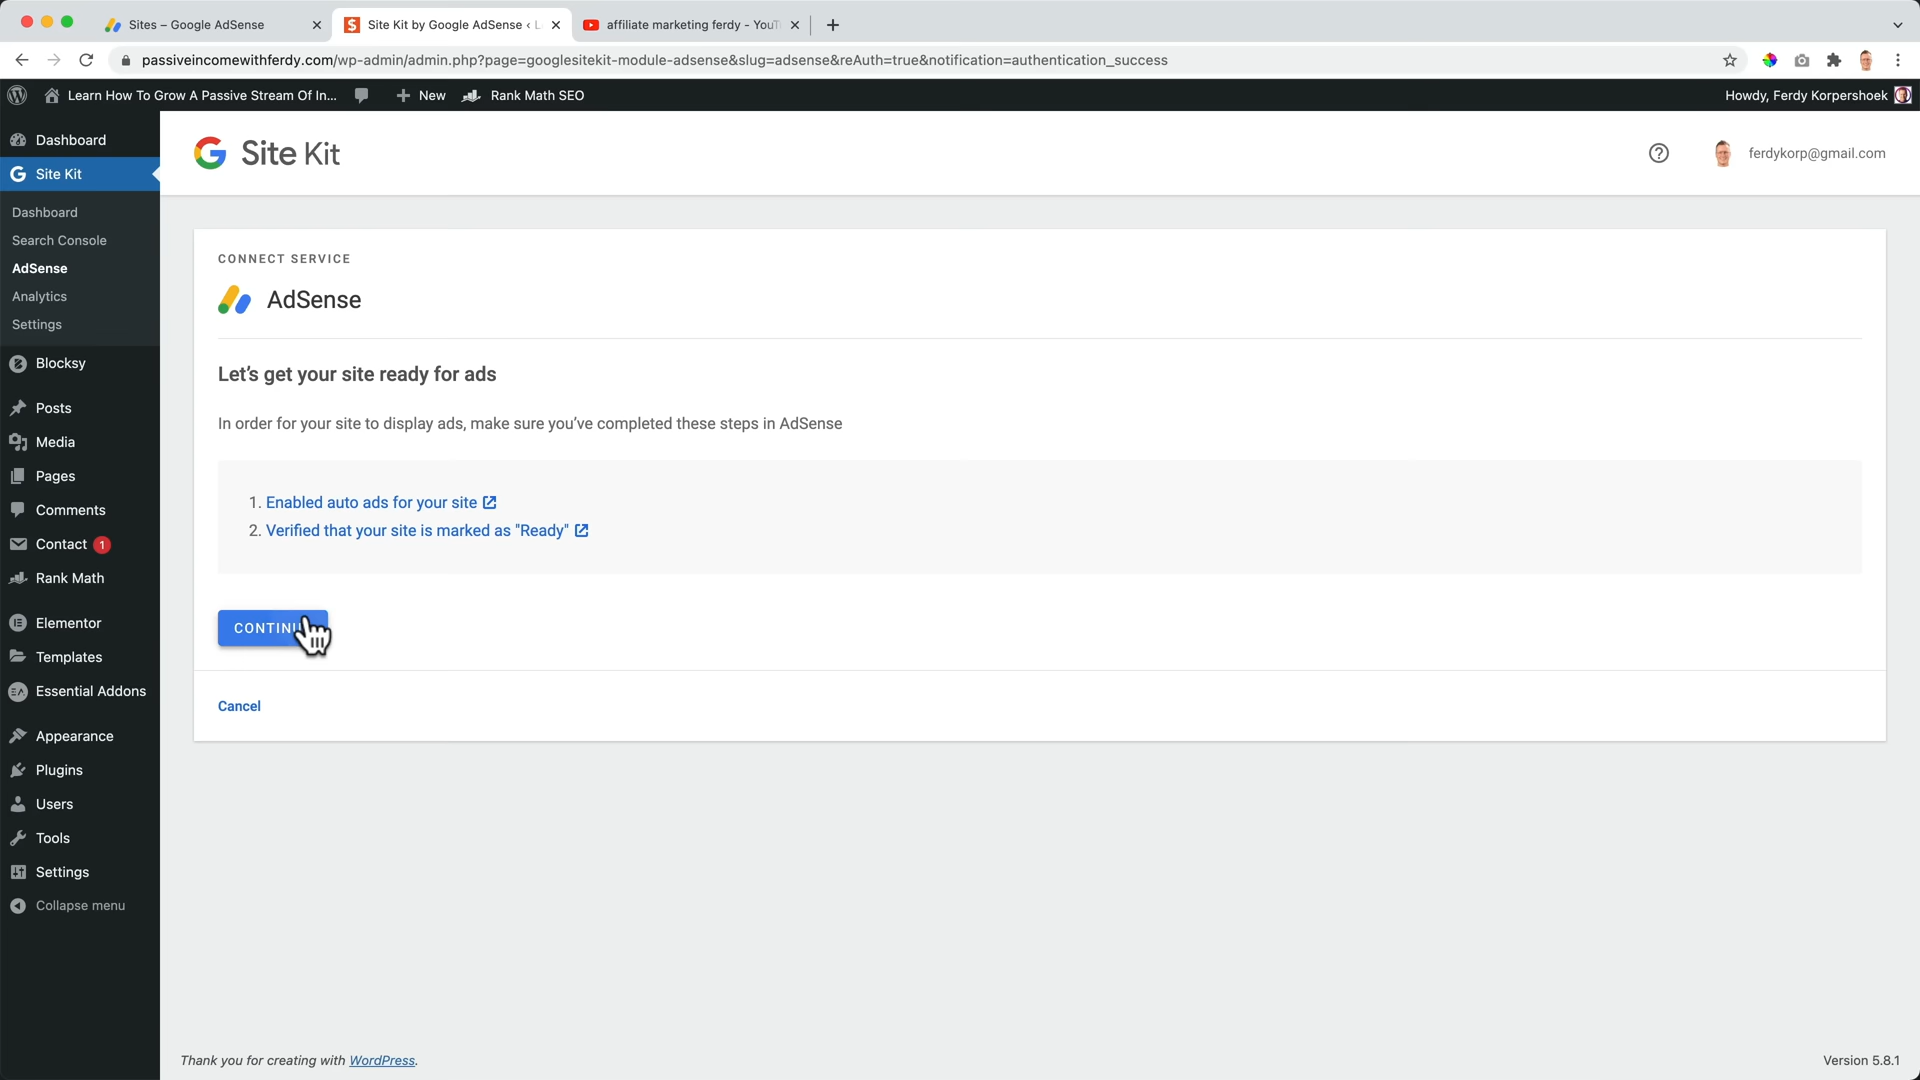 Sites – Google AdSense
Site Kit by Google AdSense ‹ L
affiliate marketing ferdy - YouT
passiveincomewithferdy.com/wp-admin/admin.php?page=googlesitekit-module-adsense&slug=adsense&reAuth=true&notification=authentication_success
Learn How To Grow A Passive Stream Of In...
New
Rank Math SEO
Howdy, Ferdy Korpershoek
Dashboard
Site Kit
Dashboard
Search Console
AdSense
Analytics
Settings
Blocksy
Posts
Media
Pages
Comments
Contact 1
Rank Math
Elementor
Templates
Essential Addons
Appearance
Plugins
Users
Tools
Settings
Collapse menu
Site Kit
ferdykorp@gmail.com
CONNECT SERVICE
AdSense
Let’s get your site ready for ads
In order for your site to display ads, make sure you’ve completed these steps in AdSense
1. Enabled auto ads for your site
2. Verified that your site is marked as "Ready"
CONTINU
Cancel
Thank you for creating with WordPress.
Version 5.8.1